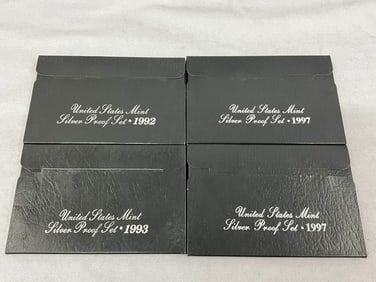 United States Mint
Silver Proof Set • 1992
United States Mint
Silver Proof Set • 1997
United States Mint
Silver Proof Set • 1993
United States Mint
Silver Proof Set • 1997